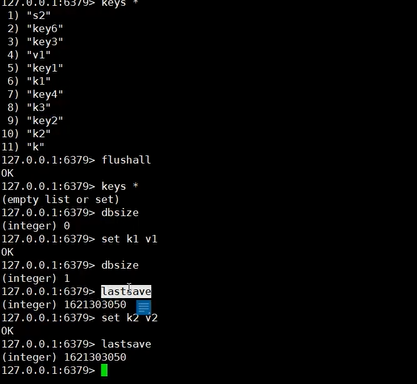 127.0.0.1:6379> keys *
1) "s2"
2) "key6"
3) "key3"
4) "v1"
5) "key1"
6) "k1"
7) "key4"
8) "k3"
9) "key2"
10) "k2"
11) "k"
127.0.0.1:6379> flushall
OK
127.0.0.1:6379> keys *
(empty list or set)
127.0.0.1:6379> dbsize
(integer) 0
127.0.0.1:6379> set k1 v1
OK
127.0.0.1:6379> dbsize
(integer) 1
127.0.0.1:6379> lastsave
(integer) 1621303050
127.0.0.1:6379> set k2 v2
OK
127.0.0.1:6379> lastsave
(integer) 1621303050
127.0.0.1:6379>